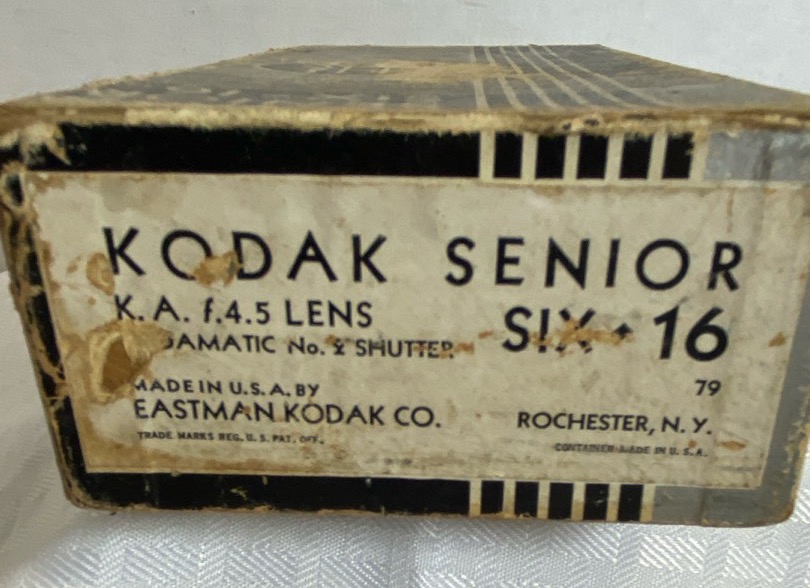 KODAK SENIOR
K. A. f.4.5 LENS
SIX-16
No. 2 SHUTTER
79
MADE IN U. S. A. BY
EASTMAN KODAK CO.
ROCHESTER, N. Y.
TRADE MARKS REG. U. S. PAT. OFF.
CONTAINER MADE IN U. S. A.